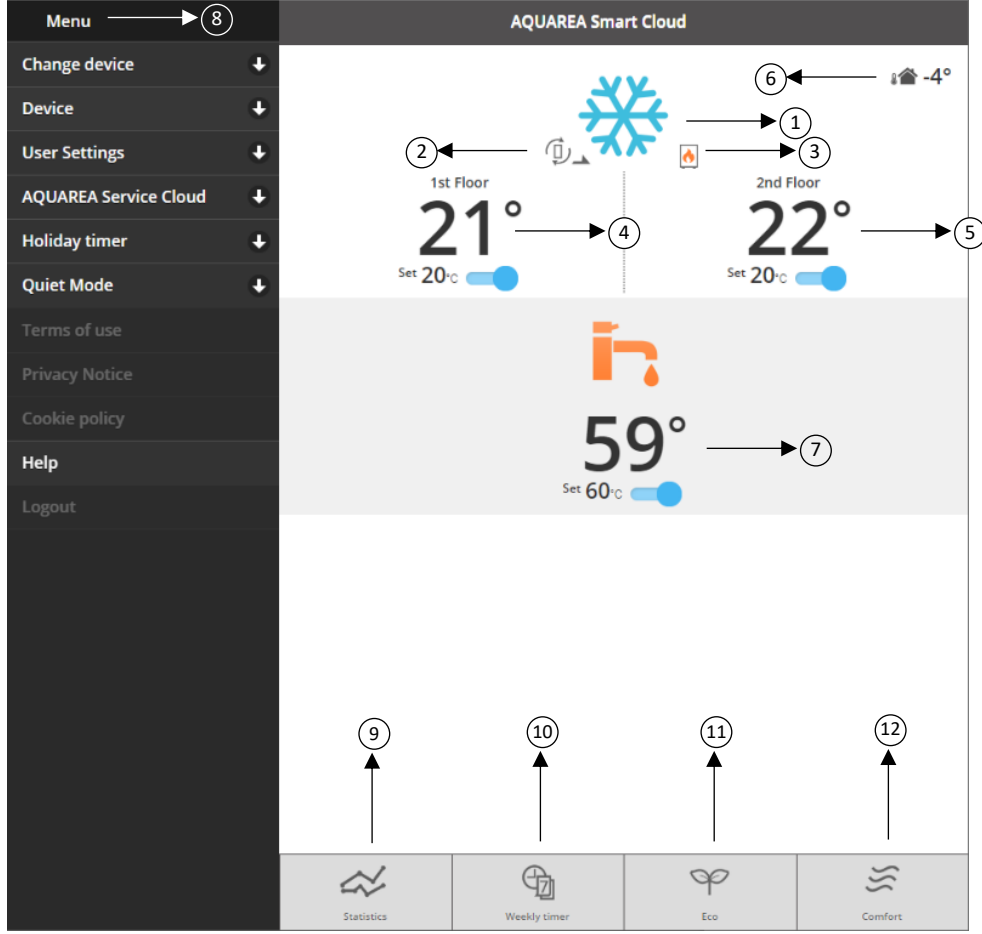 Menu
8
Change device
Device
User Settings
AQUAREA Service Cloud
Holiday timer
Quiet Mode
Terms of use
Privacy Notice
Cookie policy
Help
Logout
AQUAREA Smart Cloud
6
-4°
1
2
3
1st Floor
21°
4
Set 20°C
2nd Floor
22°
5
Set 20°C
59°
7
Set 60°C
9
10
11
12
7
Statistics
Weekly timer
Eco
Comfort